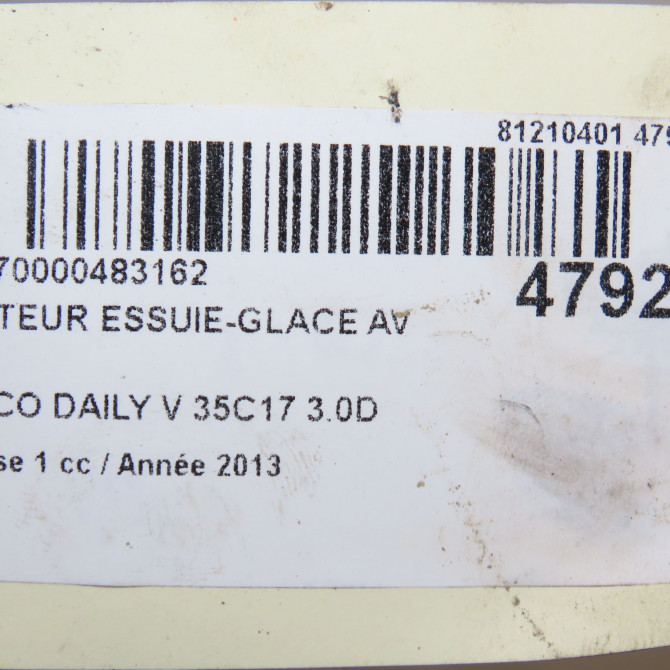 81210401 479
70000483162
4792
TEUR ESSUIE-GLACE AV
CO DAILY V 35C17 3.0D
se 1 cc / Année 2013